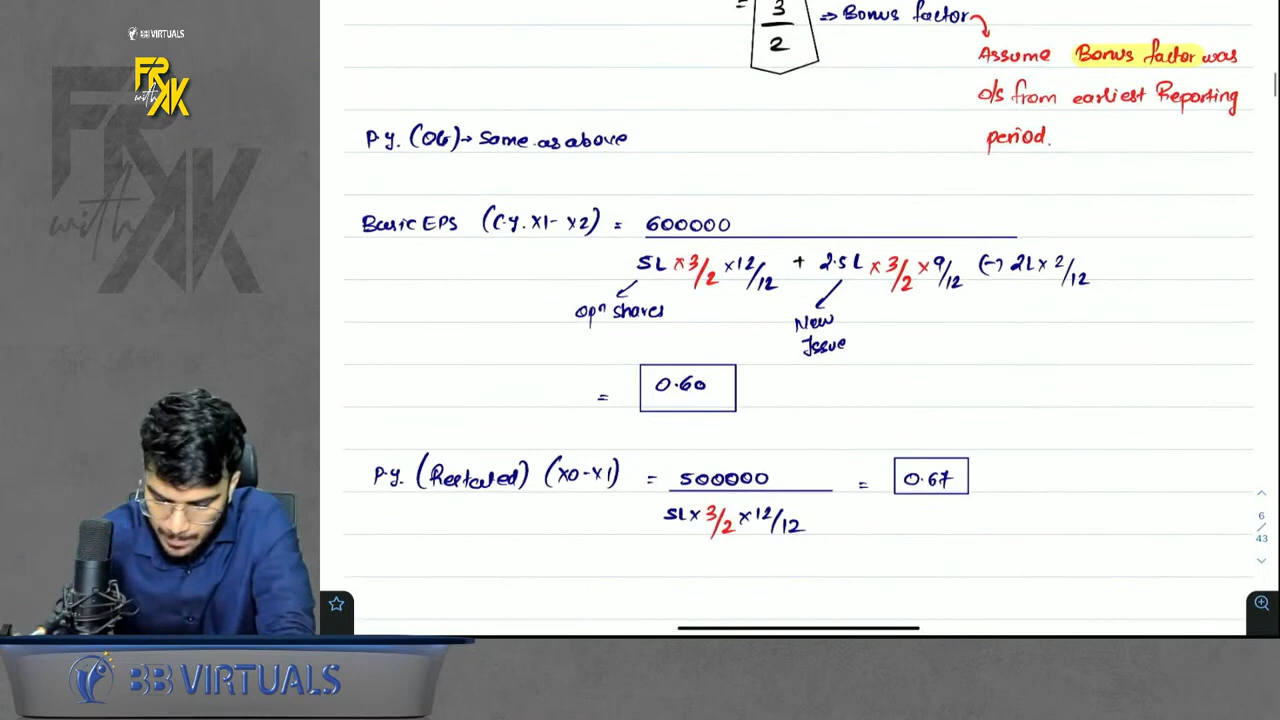 BB VIRTUALS
FR
with KK
= 3/2 ⇒ Bonus factor
Assume Bonus factor was
o/s from earliest Reporting
period.
P.Y. (OG) → Same as above
Basic EPS (C.Y. X1 - X2) = 600000
5L × 3/2 × 12/12 + 2.5L × 3/2 × 9/12 (-) 2L × 2/12
opn shares
New
Issue
= 0.60
P.Y. (Restated) (X0-X1) = 500000 = 0.67
5L × 3/2 × 12/12
6
/
43
BB VIRTUALS